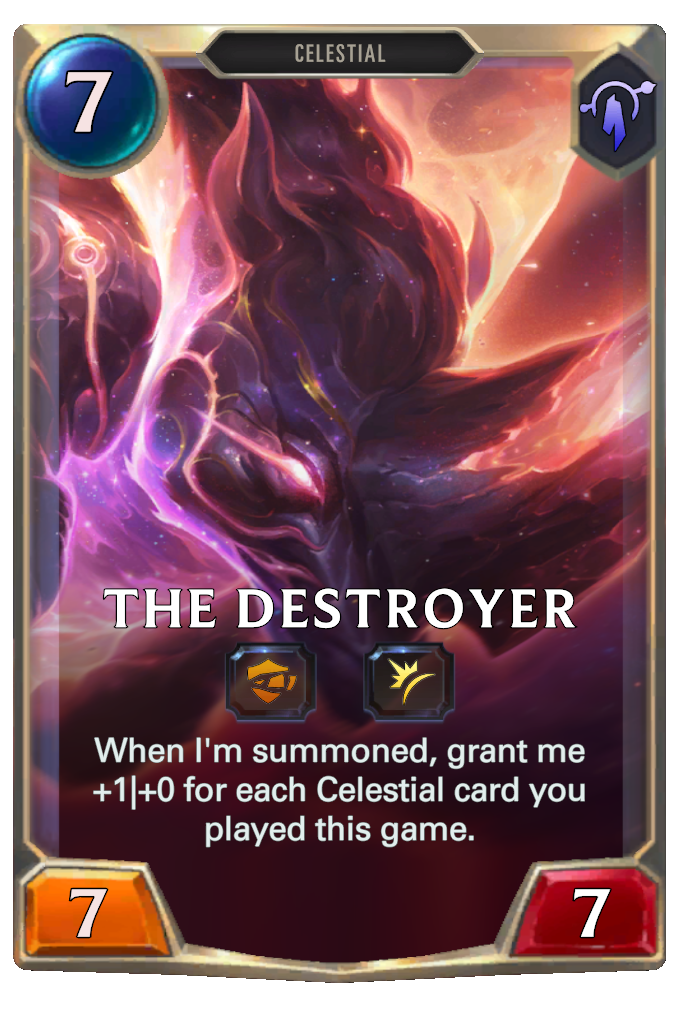 CELESTIAL
7
THE DESTROYER
When I'm summoned, grant me
+1|+0 for each Celestial card you
played this game.
7
7